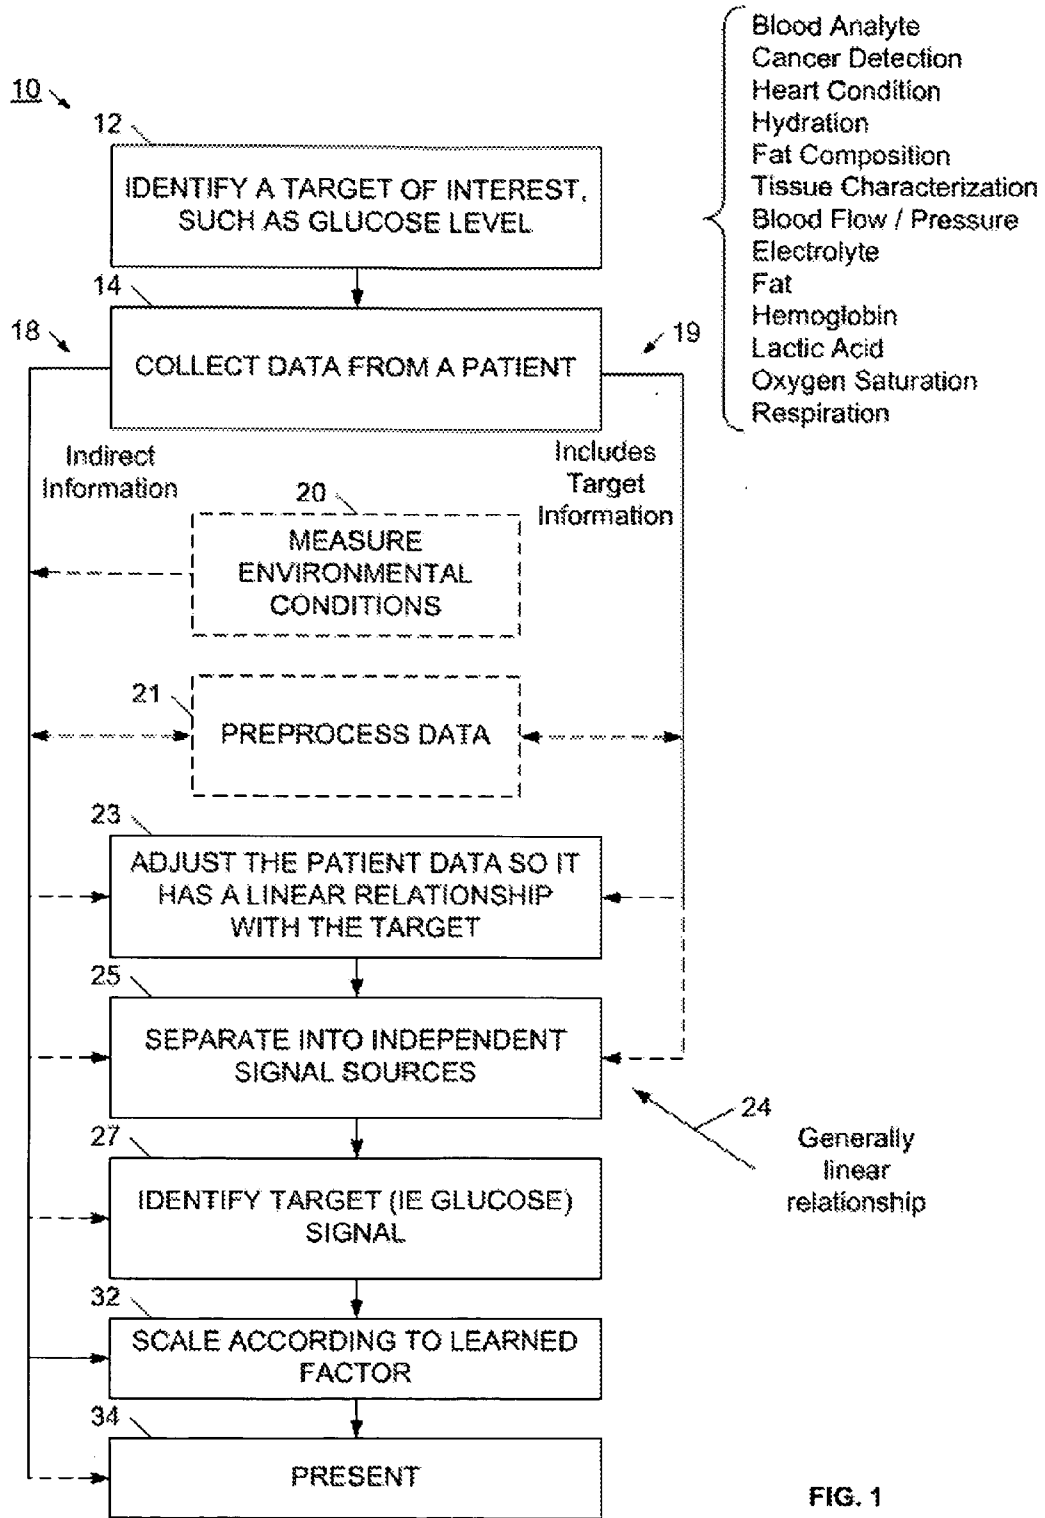 10
12
IDENTIFY A TARGET OF INTEREST,
SUCH AS GLUCOSE LEVEL
Blood Analyte
Cancer Detection
Heart Condition
Hydration
Fat Composition
Tissue Characterization
Blood Flow / Pressure
Electrolyte
Fat
Hemoglobin
Lactic Acid
Oxygen Saturation
Respiration
14
18
COLLECT DATA FROM A PATIENT
19
Indirect
Information
Includes
Target
Information
20
MEASURE
ENVIRONMENTAL
CONDITIONS
21
PREPROCESS DATA
23
ADJUST THE PATIENT DATA SO IT
HAS A LINEAR RELATIONSHIP
WITH THE TARGET
25
SEPARATE INTO INDEPENDENT
SIGNAL SOURCES
24
Generally
linear
relationship
27
IDENTIFY TARGET (IE GLUCOSE)
SIGNAL
32
SCALE ACCORDING TO LEARNED
FACTOR
34
PRESENT
FIG. 1